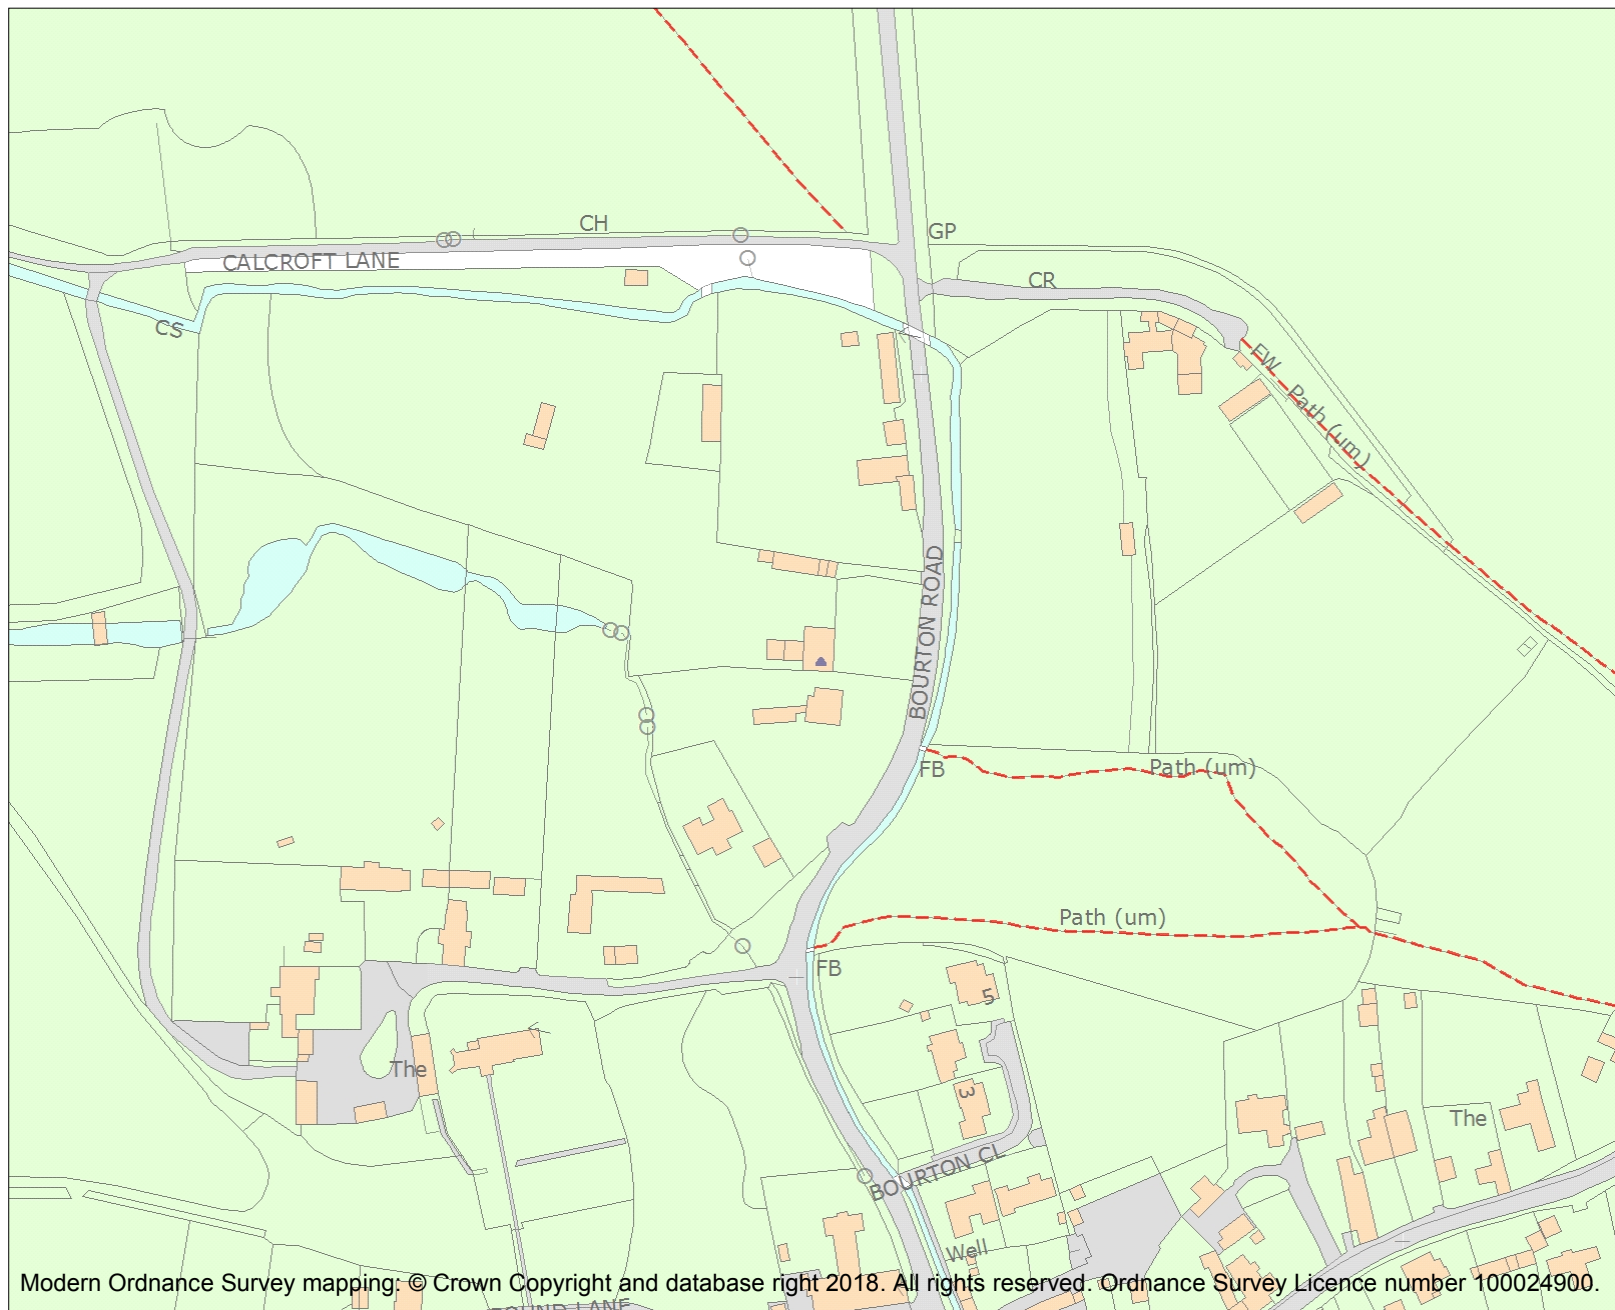 CH
GP
CALCROFT LANE
CR
CS
FW
Path (um)
BOURTON ROAD
FB
Path (um)
Path (um)
FB
5
The
3
The
BOURTON CL
Well
Modern Ordnance Survey mapping: © Crown Copyright and database right 2018. All rights reserved. Ordnance Survey Licence number 100024900.